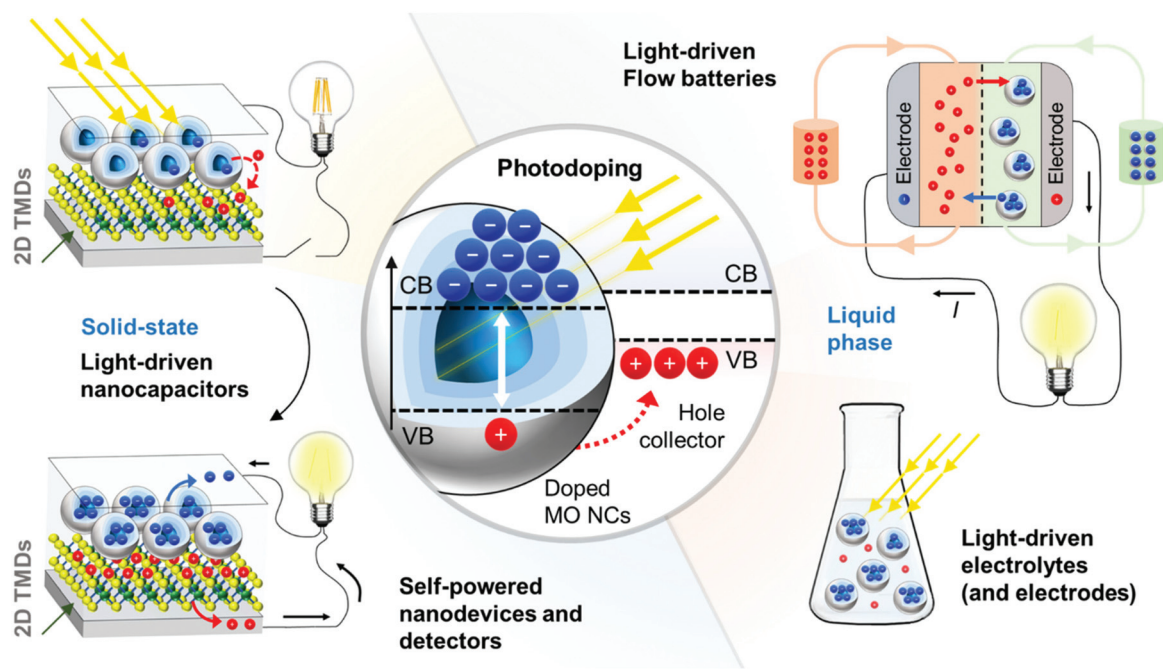 2D TMDs
Solid-state
Light-driven
nanocapacitors
2D TMDs
Self-powered
nanodevices and
detectors
Photodoping
CB
VB
CB
VB
Hole
collector
Doped
MO NCs
Light-driven
Flow batteries
Electrode
Electrode
I
Liquid
phase
Light-driven
electrolytes
(and electrodes)